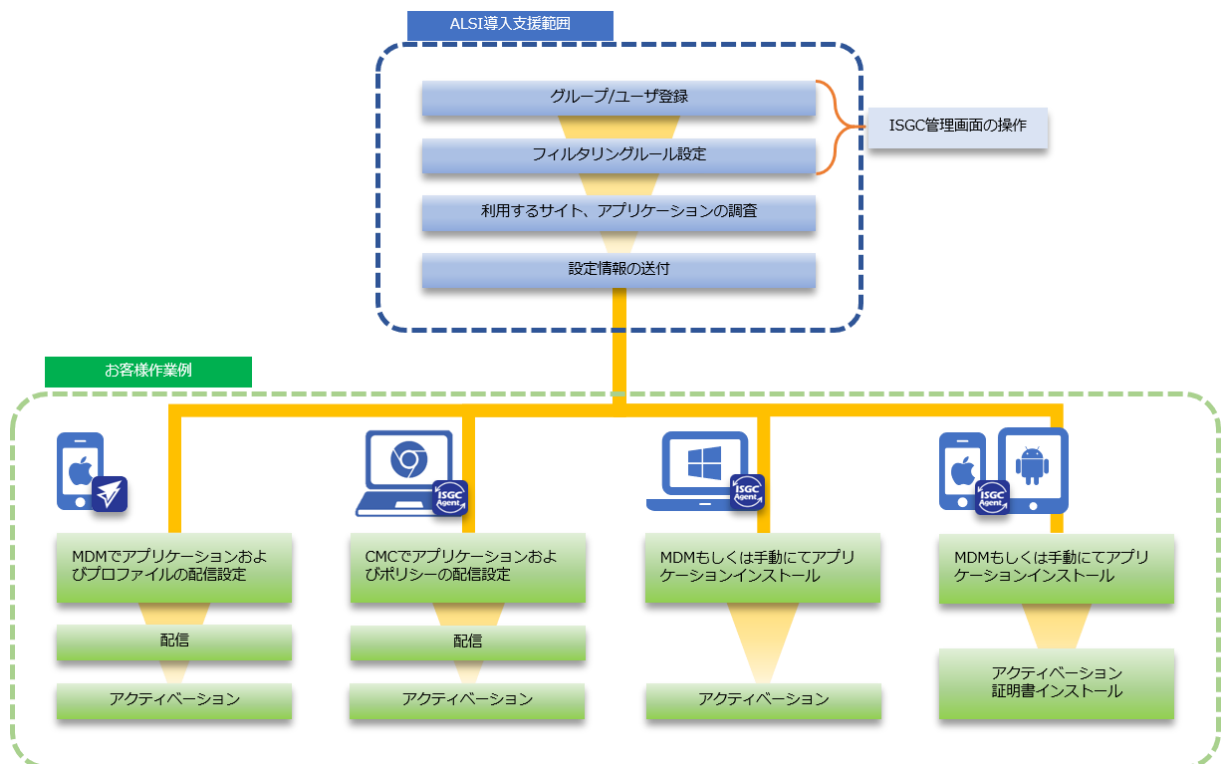 ALSI導入支援範囲
グループ/ユーザ登録
ISGC管理画面の操作
フィルタリングルール設定
利用するサイト、アプリケーションの調査
設定情報の送付
お客様作業例
ISGC
Agent
ISGC
Agent
ISGC
Agent
MDMでアプリケーションおよ
びプロファイルの配信設定
配信
アクティベーション
CMCでアプリケーションおよ
びポリシーの配信設定
配信
アクティベーション
MDMもしくは手動にてアプリ
ケーションインストール
アクティベーション
MDMもしくは手動にてアプリ
ケーションインストール
アクティベーション
証明書インストール